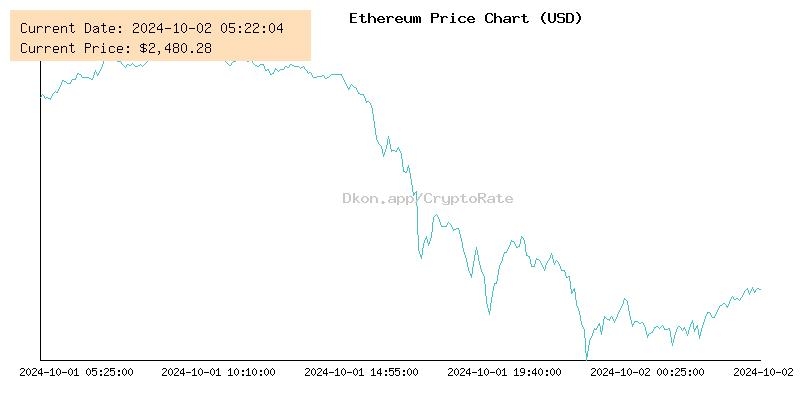 Ethereum Price Chart (USD)
Current Date: 2024-10-02 05:22:04
Current Price: $2,480.28
Dkon.app/CryptoRate
2024-10-01 05:25:00 2024-10-01 10:10:00 2024-10-01 14:55:00 2024-10-01 19:40:00 2024-10-02 00:25:00 2024-10-02